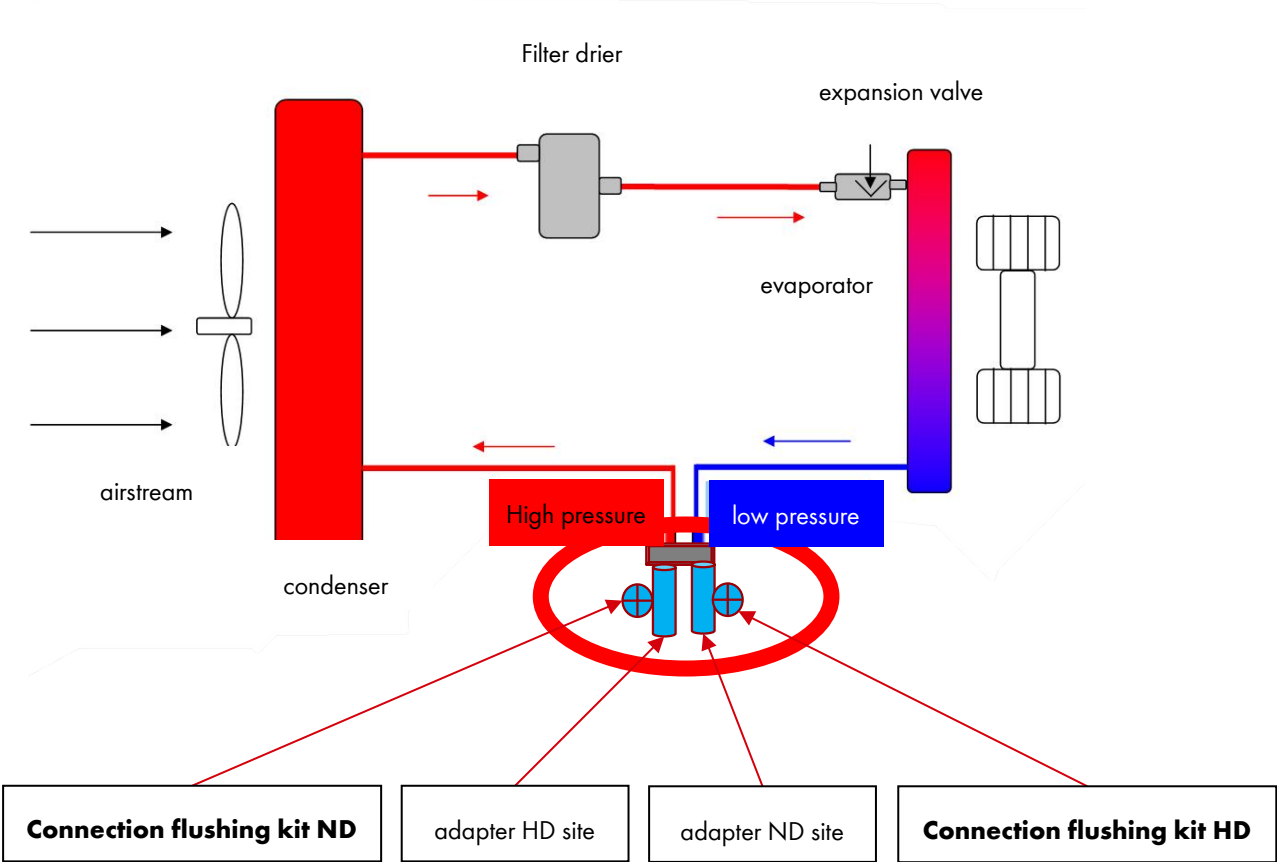 Filter drier
expansion valve
evaporator
airstream
High pressure
low pressure
condenser
Connection flushing kit ND
adapter HD site
adapter ND site
Connection flushing kit HD